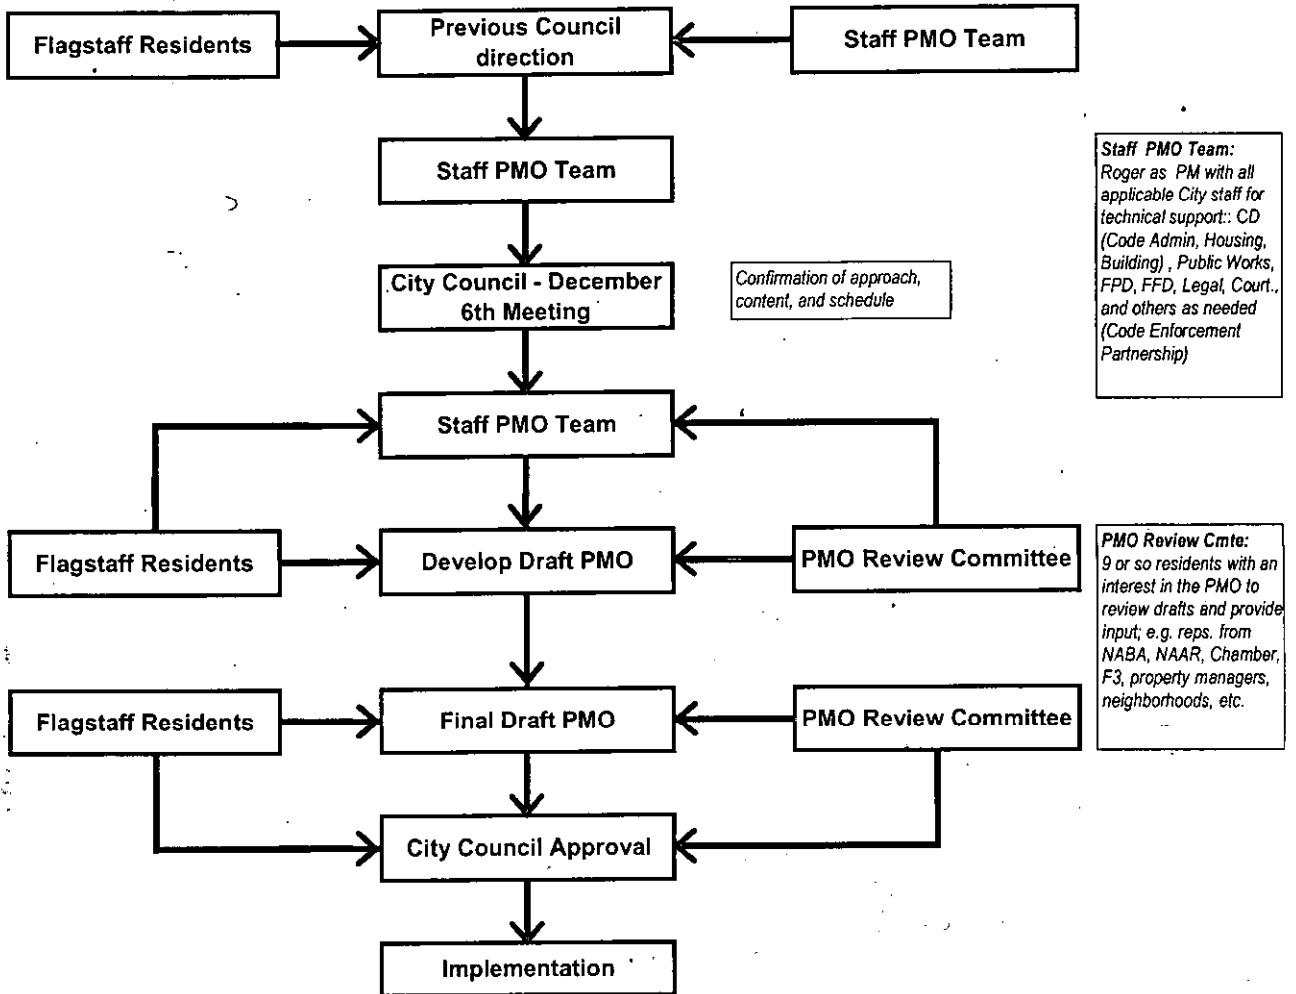 Flagstaff Residents
Previous Council
direction
Staff PMO Team
Staff PMO Team
Staff PMO Team:
Roger as PM with all
applicable City staff for
technical support:: CD
(Code Admin, Housing,
Building) , Public Works,
FPD, FFD, Legal, Court.,
and others as needed
(Code Enforcement
Partnership)
City Council - December
6th Meeting
Confirmation of approach,
content, and schedule
Staff PMO Team
Flagstaff Residents
Develop Draft PMO
PMO Review Committee
PMO Review Cmte:
9 or so residents with an
interest in the PMO to
review drafts and provide
input; e.g. reps. from
NABA, NAAR, Chamber,
F3, property managers,
neighborhoods, etc.
Flagstaff Residents
Final Draft PMO
PMO Review Committee
City Council Approval
Implementation